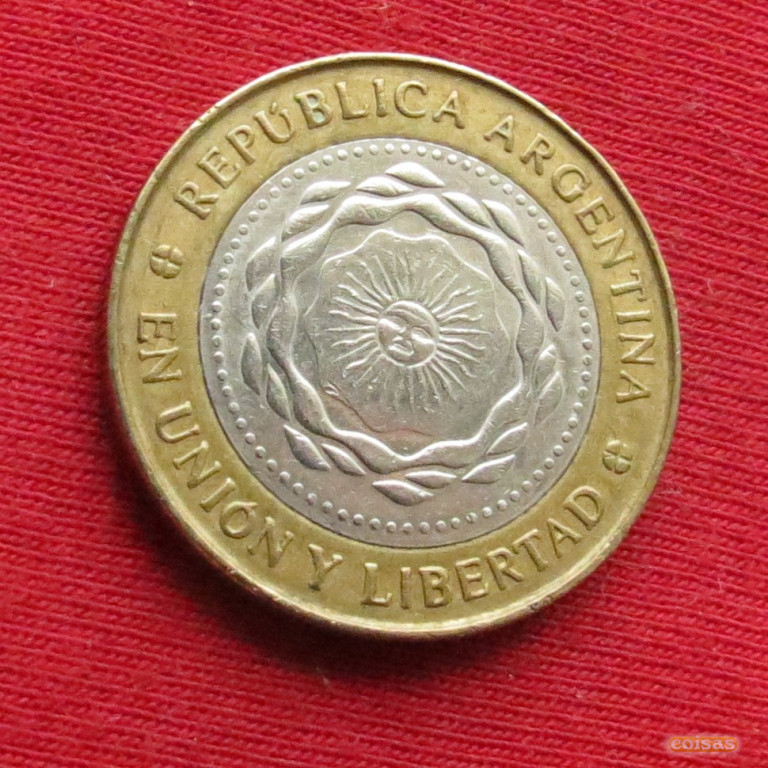 REPÚBLICA ARGENTINA
EN UNIÓN Y LIBERTAD
coisas